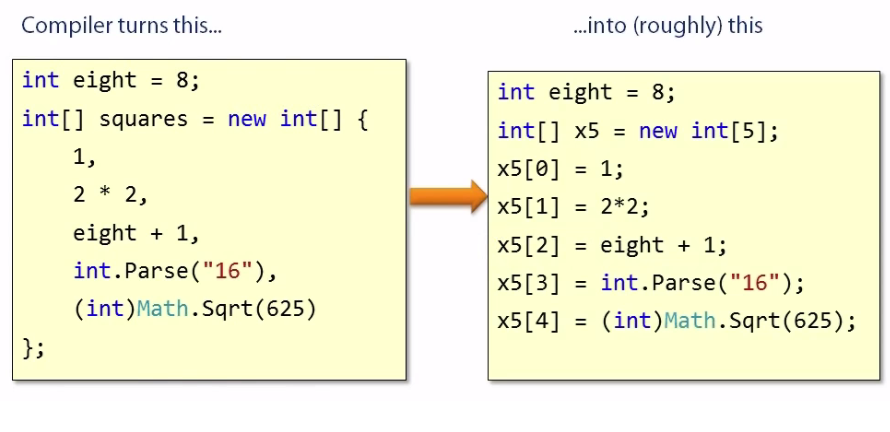 Compiler turns this...
int eight = 8;
int[] squares = new int[] {
1,
2 * 2,
eight + 1,
int.Parse("16"),
(int)Math.Sqrt(625)
};
...into (roughly) this
int eight = 8;
int[] x5 = new int[5];
x5[0] = 1;
x5[1] = 2*2;
x5[2] = eight + 1;
x5[3] = int.Parse("16");
x5[4] = (int)Math.Sqrt(625);